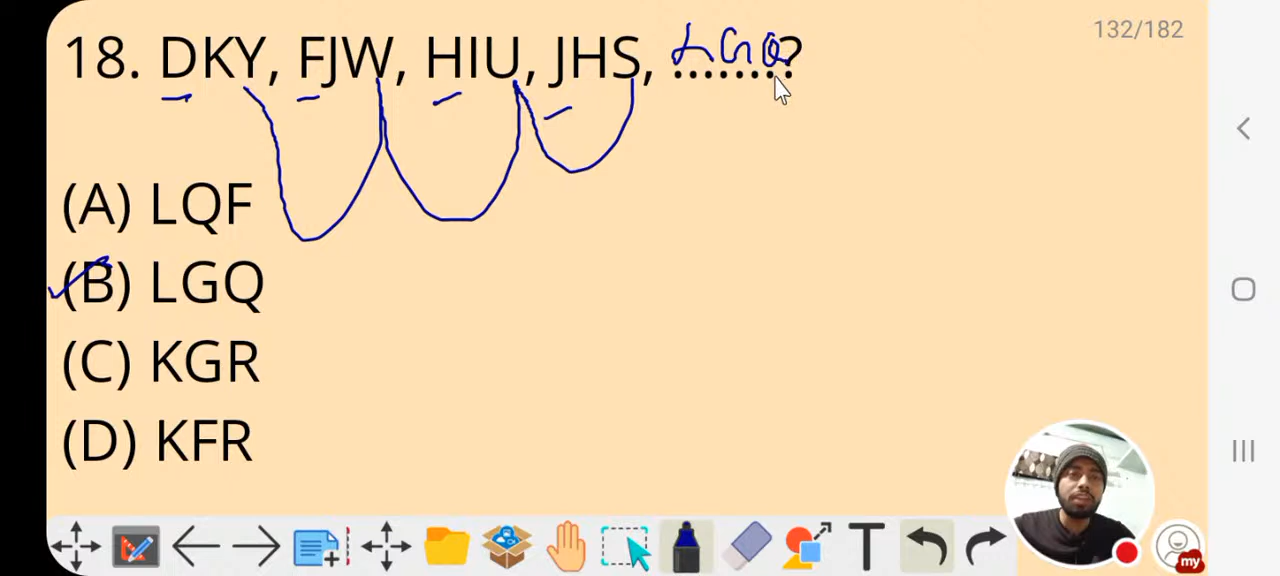 132/182
18. DKY, FJW, HIU, JHS, ........?
LGQ
(A) LQF
(B) LGQ
(C) KGR
(D) KFR
T
my